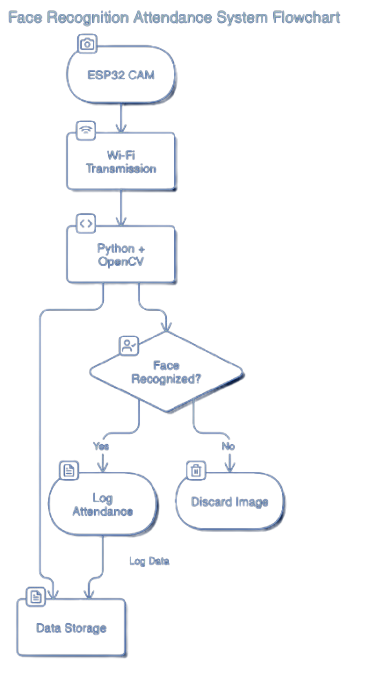 Face Recognition Attendance System Flowchart
ESP32 CAM
Wi-Fi
Transmission
Python +
OpenCV
Face
Recognized?
Yes
No
Log
Attendance
Discard Image
Log Data
Data Storage